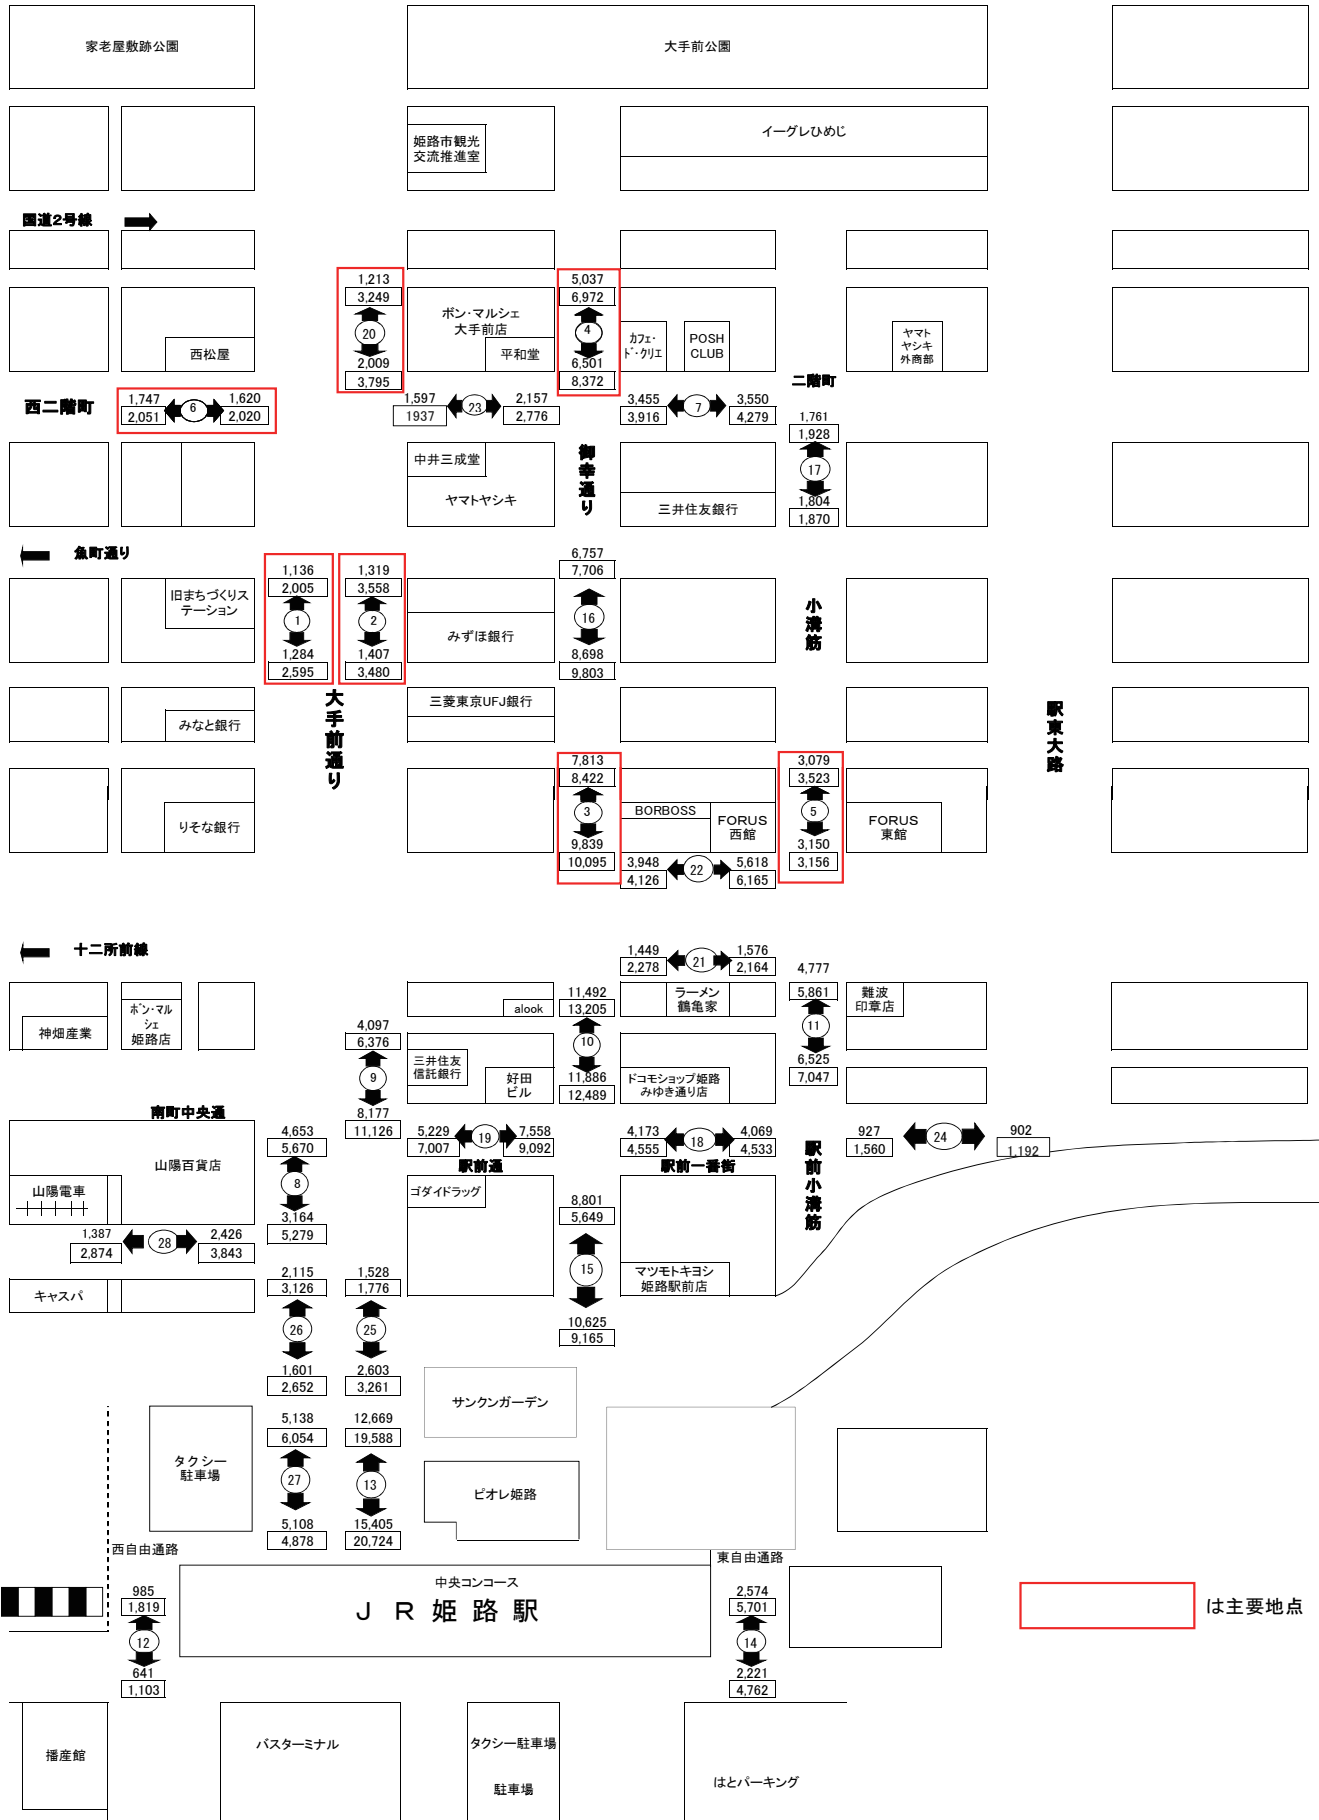 家老屋敷跡公園
大手前公園
姫路市観光
交流推進室
イーグレひめじ
国道2号線
1,213
3,249
20
2,009
3,795
ボン・マルシェ
大手前店
平和堂
5,037
6,972
4
6,501
8,372
カフェ・
ド・クリエ
POSH
CLUB
ヤマト
ヤシキ
外商部
西松屋
二階町
西二階町
1,747
2,051
6
1,620
2,020
1,597
1937
23
2,157
2,776
3,455
3,916
7
3,550
4,279
1,761
1,928
17
1,804
1,870
中井三成堂
ヤマトヤシキ
御幸通り
三井住友銀行
魚町通り
旧まちづくりス
テーション
1,136
2,005
1
1,284
2,595
1,319
3,558
2
1,407
3,480
みずほ銀行
6,757
7,706
16
8,698
9,803
小溝筋
みなと銀行
大手前通り
三菱東京UFJ銀行
駅東大路
りそな銀行
7,813
8,422
3
9,839
10,095
BORBOSS
FORUS
西館
3,079
3,523
5
3,150
3,156
FORUS
東館
3,948
4,126
22
5,618
6,165
十二所前線
1,449
2,278
21
1,576
2,164
神畑産業
ボン・マル
シェ
姫路店
alook
11,492
13,205
10
11,886
12,489
ラーメン
鶴亀家
4,777
5,861
11
6,525
7,047
難波
印章店
4,097
6,376
9
8,177
11,126
三井住友
信託銀行
好田
ビル
ドコモショップ姫路
みゆき通り店
南町中央通
山陽百貨店
山陽電車
4,653
5,670
8
3,164
5,279
5,229
7,007
19
7,558
9,092
駅前通
4,173
4,555
18
4,069
4,533
駅前一番街
駅前小溝筋
927
1,560
24
902
1,192
ゴダイドラッグ
1,387
2,874
28
2,426
3,843
8,801
5,649
15
10,625
9,165
マツモトキヨシ
姫路駅前店
キャスパ
2,115
3,126
26
1,601
2,652
1,528
1,776
25
2,603
3,261
サンクンガーデン
タクシー
駐車場
5,138
6,054
27
5,108
4,878
12,669
19,588
13
15,405
20,724
ピオレ姫路
西自由通路
東自由通路
中央コンコース
ＪＲ姫路駅
985
1,819
12
641
1,103
2,574
5,701
14
2,221
4,762
は主要地点
播産館
バスターミナル
タクシー駐車場
駐車場
はとパーキング